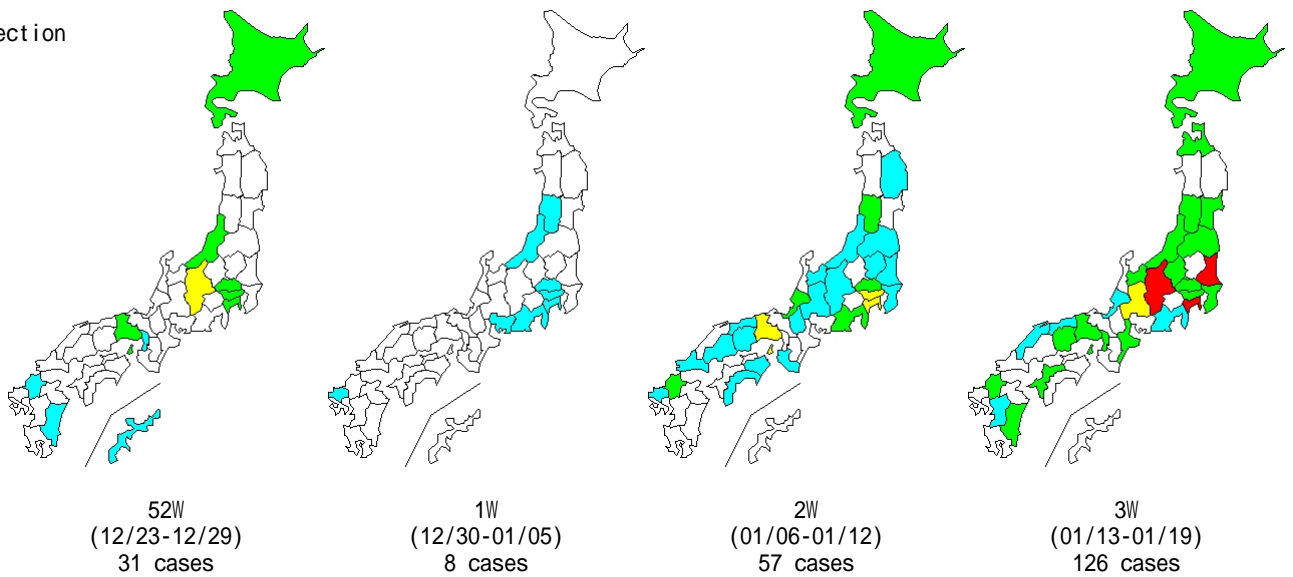 ection
52W
(12/23-12/29)
31 cases
1W
(12/30-01/05)
8 cases
2W
(01/06-01/12)
57 cases
3W
(01/13-01/19)
126 cases